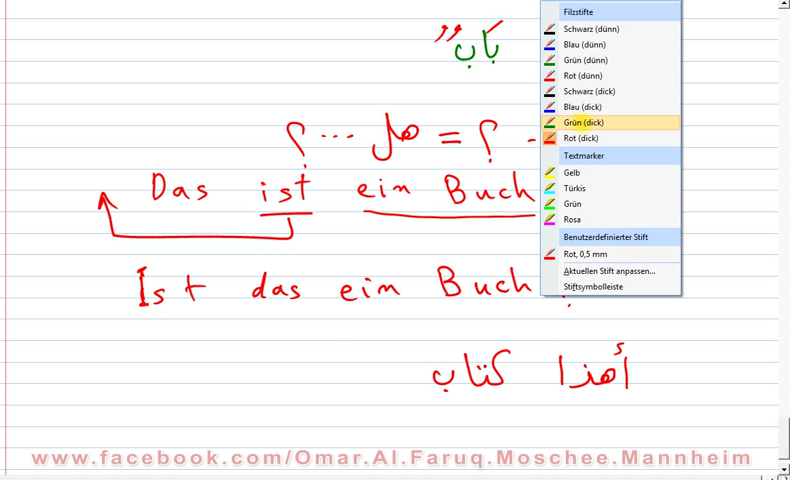 باب
؟ = هل ... ؟
Das ist ein Buch
Ist das ein Buch ?
أهذا كتاب
Filzstifte
Schwarz (dünn)
Blau (dünn)
Grün (dünn)
Rot (dünn)
Schwarz (dick)
Blau (dick)
Grün (dick)
Rot (dick)
Textmarker
Gelb
Türkis
Grün
Rosa
Benutzerdefinierter Stift
Rot, 0,5 mm
Aktuellen Stift anpassen...
Stiftsymbolleiste
www.facebook.com/Omar.Al.Faruq.Moschee.Mannheim